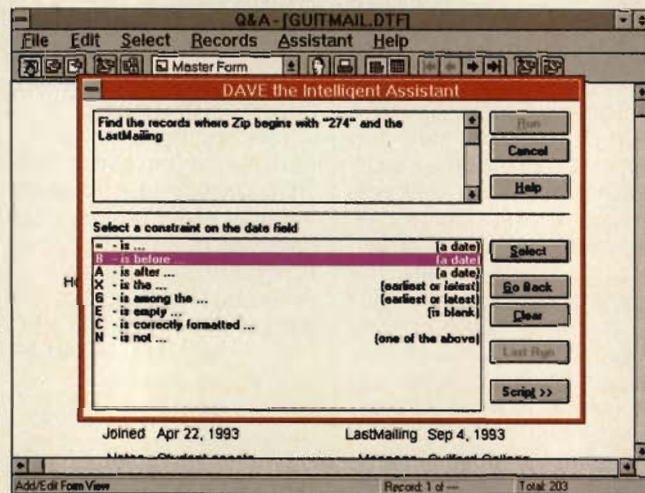 Q&A - [GUITMAIL.DTF]
File Edit Select Records Assistant Help
Master Form
DAVE the Intelligent Assistant
Find the records where Zip begins with "274" and the
LastMailing
Run
Cancel
Help
Select a constraint on the date field
= - is ... (a date)
B - is before ... (a date)
A - is after ... (a date)
X - is the ... (earliest or latest)
G - is among the ... (earliest or latest)
E - is empty ... (is blank)
C - is correctly formatted ...
N - is not ... (one of the above)
Select
Go Back
Clear
Last Run
Script >>
Joined Apr 22, 1993 LastMailing Sep 4, 1993
Add/Edit Form View Record: 1 of --- Total: 203